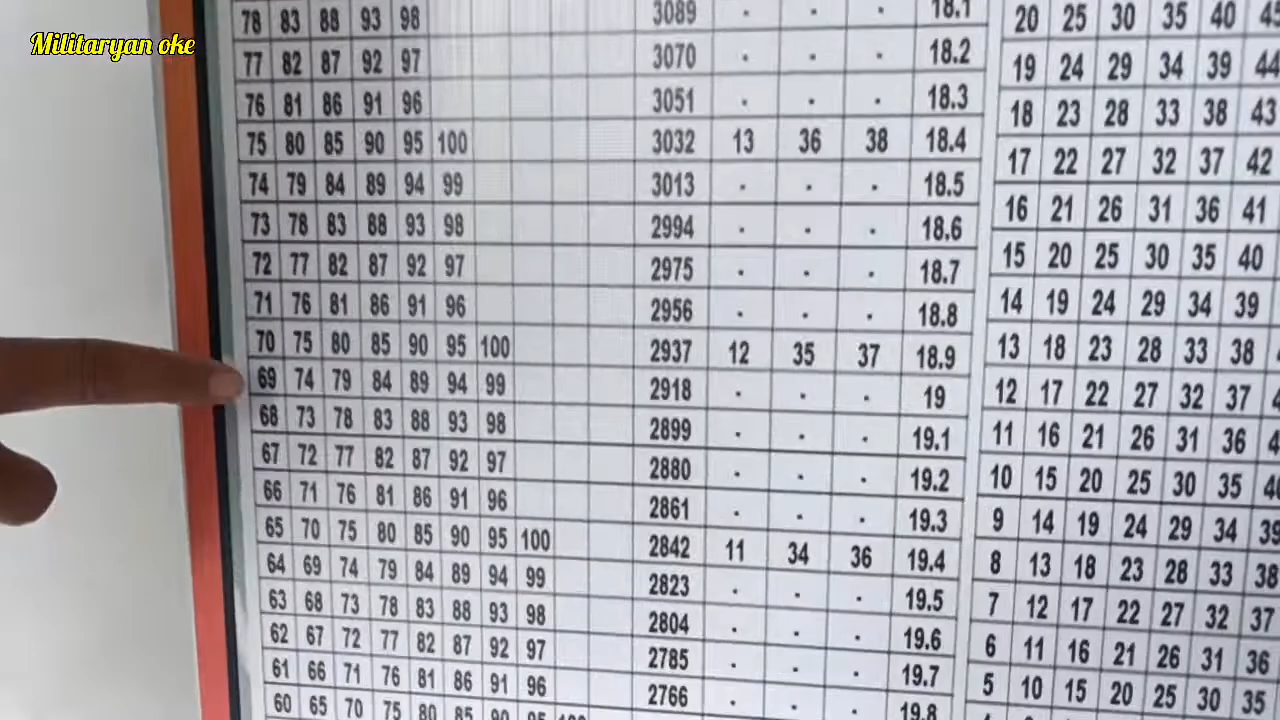 Militaryan oke
78 83 88 93 98 3089 . . . 18.1 20 25 30 35 40 45
77 82 87 92 97 3070 . . . 18.2 19 24 29 34 39 44
76 81 86 91 96 3051 . . . 18.3 18 23 28 33 38 43
75 80 85 90 95 100 3032 13 36 38 18.4 17 22 27 32 37 42
74 79 84 89 94 99 3013 . . . 18.5 16 21 26 31 36 41
73 78 83 88 93 98 2994 . . . 18.6 15 20 25 30 35 40
72 77 82 87 92 97 2975 . . . 18.7 14 19 24 29 34 39
71 76 81 86 91 96 2956 . . . 18.8 13 18 23 28 33 38
70 75 80 85 90 95 100 2937 12 35 37 18.9 12 17 22 27 32 37
69 74 79 84 89 94 99 2918 . . . 19 11 16 21 26 31 36
68 73 78 83 88 93 98 2899 . . . 19.1 10 15 20 25 30 35
67 72 77 82 87 92 97 2880 . . . 19.2 9 14 19 24 29 34 39
66 71 76 81 86 91 96 2861 . . . 19.3 8 13 18 23 28 33 38
65 70 75 80 85 90 95 100 2842 11 34 36 19.4 7 12 17 22 27 32 37
64 69 74 79 84 89 94 99 2823 . . . 19.5 6 11 16 21 26 31 36
63 68 73 78 83 88 93 98 2804 . . . 19.6 5 10 15 20 25 30 35
62 67 72 77 82 87 92 97 2785 . . . 19.7
61 66 71 76 81 86 91 96 2766 . . . 19.8
60 65 70 75 80 85 90 95 100